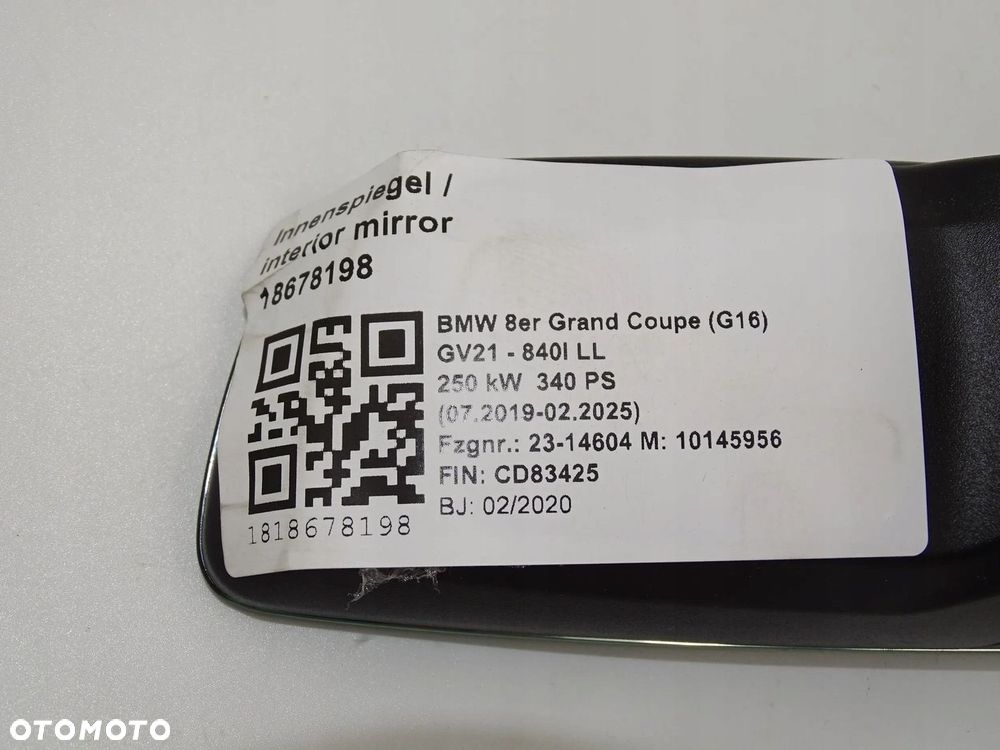 Innenspiegel /
interior mirror
18678198
BMW 8er Grand Coupe (G16)
GV21 - 840I LL
250 kW 340 PS
(07.2019-02.2025)
Fzgnr.: 23-14604 M: 10145956
FIN: CD83425
BJ: 02/2020
1818678198
OTOMOTO